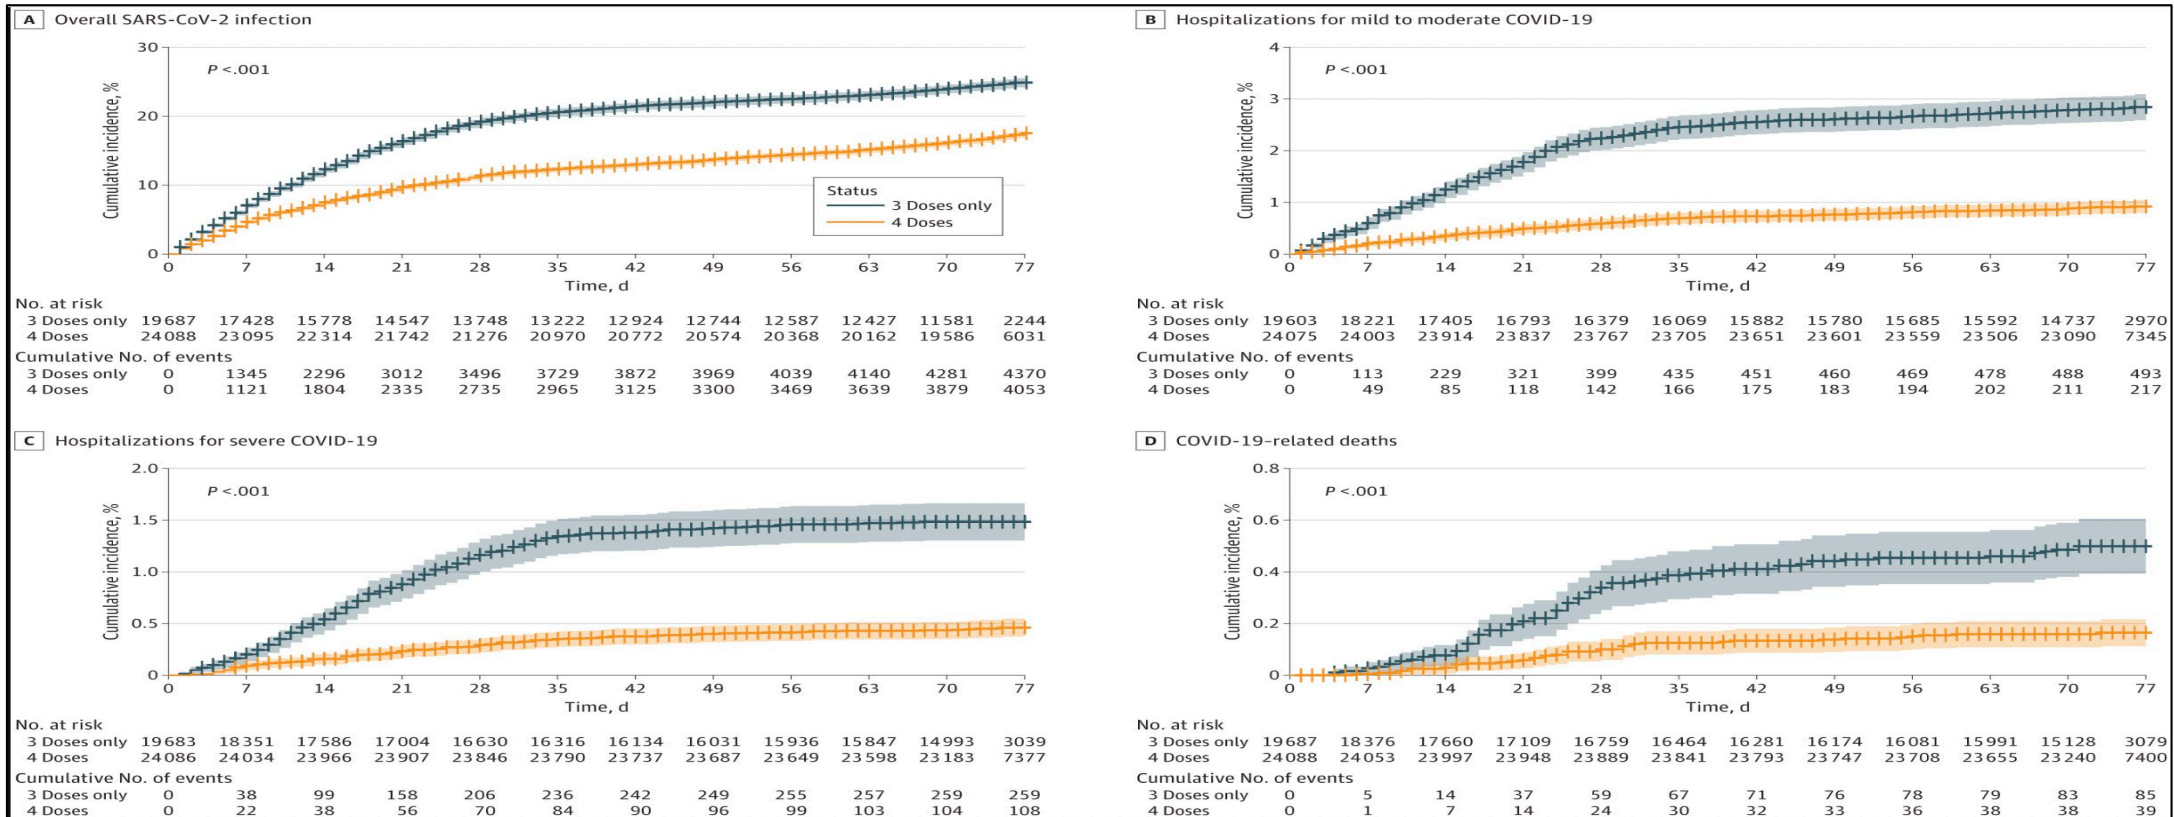 A Overall SARS-CoV-2 infection
30
20
10
0
Cumulative incidence, %
P <.001
Status
3 Doses only
4 Doses
0 7 14 21 28 35 42 49 56 63 70 77
Time, d
No. at risk
3 Doses only 19687 17428 15778 14547 13748 13222 12924 12744 12587 12427 11581 2244
4 Doses 24088 23095 22314 21742 21276 20970 20772 20574 20368 20162 19586 6031
Cumulative No. of events
3 Doses only 0 1345 2296 3012 3496 3729 3872 3969 4039 4140 4281 4370
4 Doses 0 1121 1804 2335 2735 2965 3125 3300 3469 3639 3879 4053
B Hospitalizations for mild to moderate COVID-19
4
3
2
1
0
Cumulative incidence, %
P <.001
0 7 14 21 28 35 42 49 56 63 70 77
Time, d
No. at risk
3 Doses only 19603 18221 17405 16793 16379 16069 15882 15780 15685 15592 14737 2970
4 Doses 24075 24003 23914 23837 23767 23705 23651 23601 23559 23506 23090 7345
Cumulative No. of events
3 Doses only 0 113 229 321 399 435 451 460 469 478 488 493
4 Doses 0 49 85 118 142 166 175 183 194 202 211 217
C Hospitalizations for severe COVID-19
2.0
1.5
1.0
0.5
0
Cumulative incidence, %
P <.001
0 7 14 21 28 35 42 49 56 63 70 77
Time, d
No. at risk
3 Doses only 19683 18351 17586 17004 16630 16316 16134 16031 15936 15847 14993 3039
4 Doses 24086 24034 23966 23907 23846 23790 23737 23687 23649 23598 23183 7377
Cumulative No. of events
3 Doses only 0 38 99 158 206 236 242 249 255 257 259 259
4 Doses 0 22 38 56 70 84 90 96 99 103 104 108
D COVID-19–related deaths
0.8
0.6
0.4
0.2
0
Cumulative incidence, %
P <.001
0 7 14 21 28 35 42 49 56 63 70 77
Time, d
No. at risk
3 Doses only 19687 18376 17660 17109 16759 16464 16281 16174 16081 15991 15128 3079
4 Doses 24088 24053 23997 23948 23889 23841 23793 23747 23708 23655 23240 7400
Cumulative No. of events
3 Doses only 0 5 14 37 59 67 71 76 78 79 83 85
4 Doses 0 1 7 14 24 30 32 33 36 38 38 39